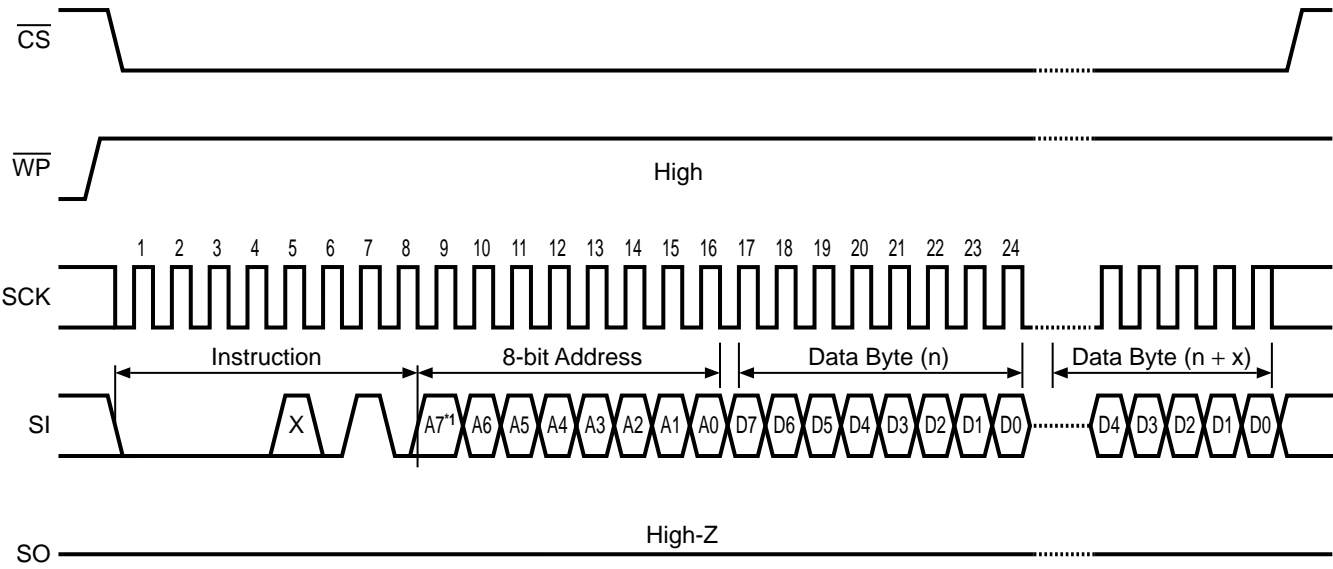 CS
WP
High
1 2 3 4 5 6 7 8 9 10 11 12 13 14 15 16 17 18 19 20 21 22 23 24
SCK
Instruction 8-bit Address Data Byte (n) Data Byte (n + x)
SI X A7*1 A6 A5 A4 A3 A2 A1 A0 D7 D6 D5 D4 D3 D2 D1 D0 D4 D3 D2 D1 D0
High-Z
SO